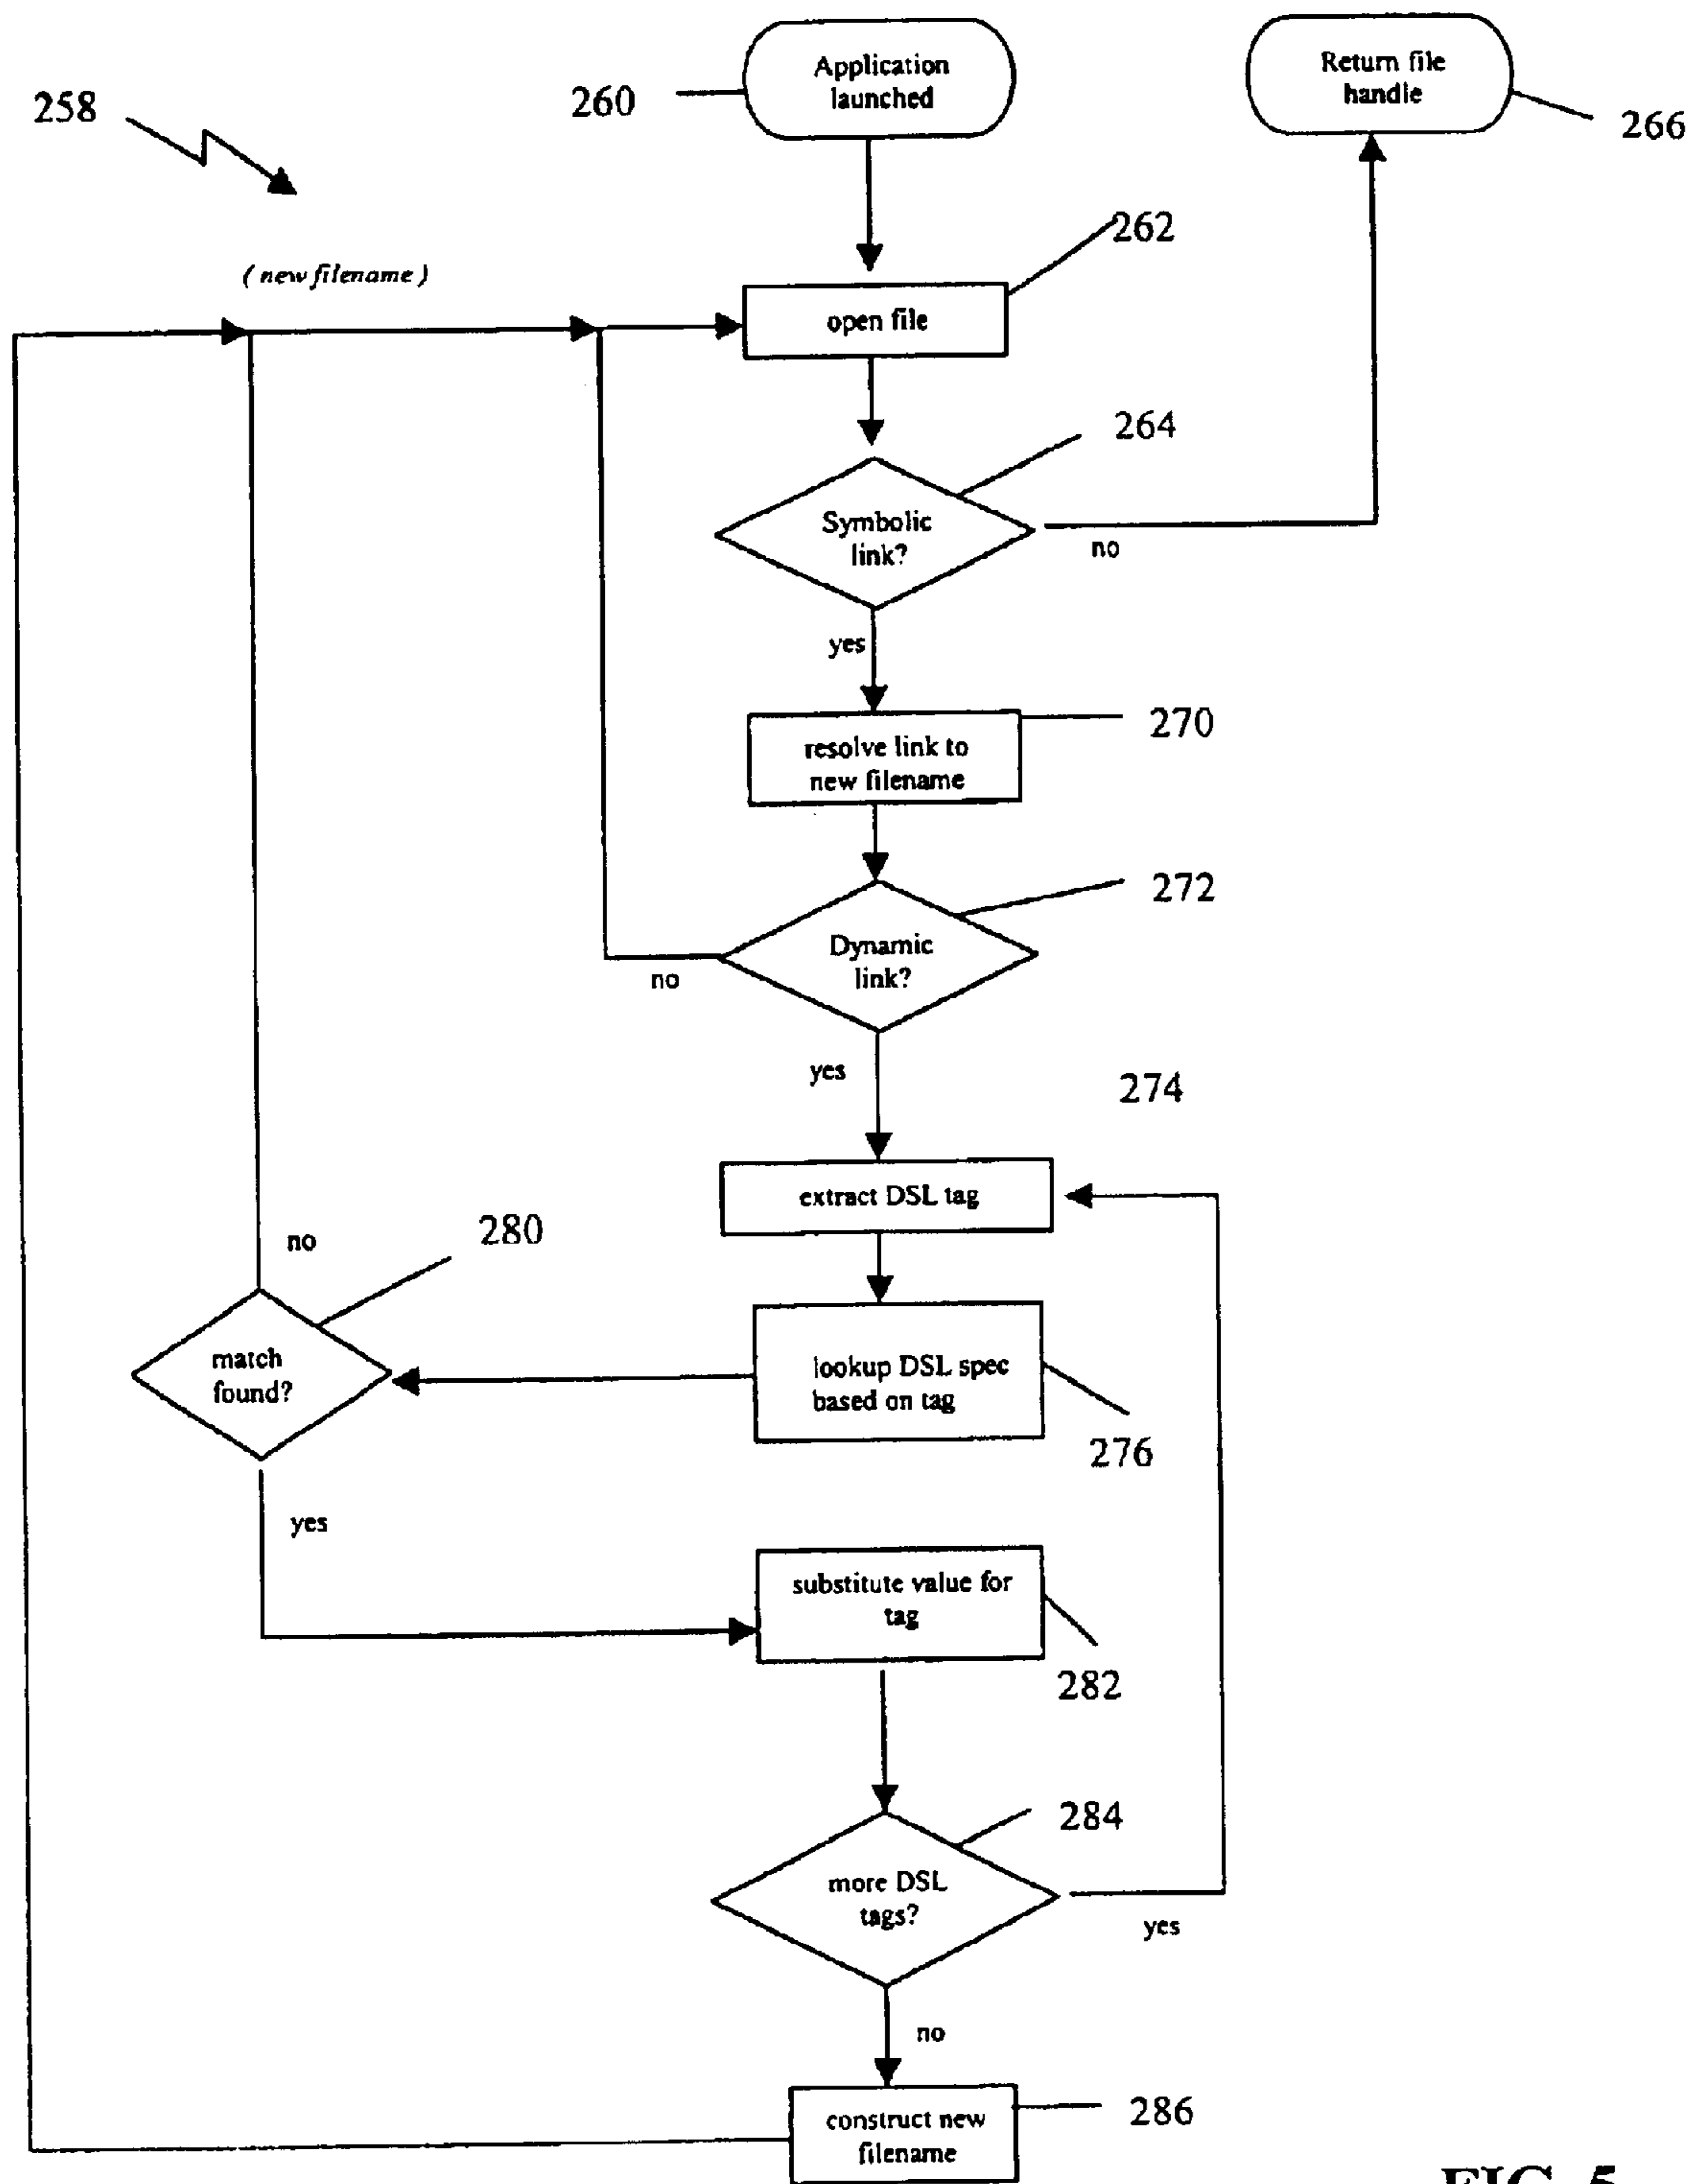 Application
launched
260
Return file
handle
266
258
262
( new filename )
open file
264
Symbolic
link?
no
yes
270
resolve link to
new filename
272
Dynamic
link?
no
yes
274
extract DSL tag
280
no
match
found?
lookup DSL spec
based on tag
276
yes
substitute value for
tag
282
284
more DSL
tags?
yes
no
construct new
filename
286
FIG. 5